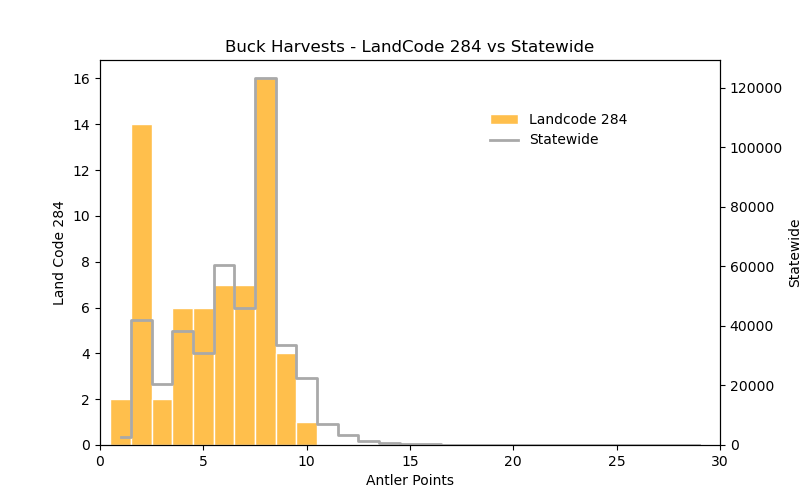 Buck Harvests - LandCode 284 vs Statewide
Landcode 284
Statewide
16
14
12
10
8
6
4
2
0
Land Code 284
120000
100000
80000
60000
40000
20000
0
Statewide
0 5 10 15 20 25 30
Antler Points